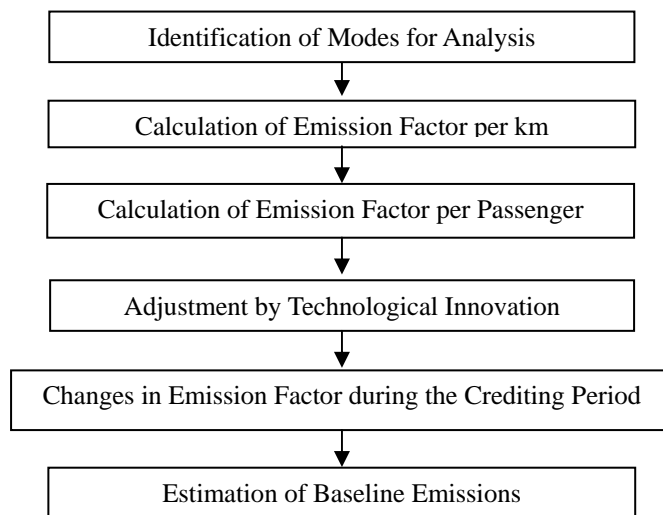 Identification of Modes for Analysis
Calculation of Emission Factor per km
Calculation of Emission Factor per Passenger
Adjustment by Technological Innovation
Changes in Emission Factor during the Crediting Period
Estimation of Baseline Emissions